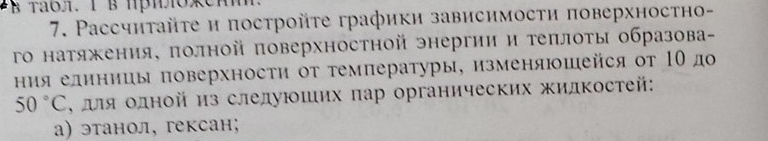 в табл. 1 в приложении.
7. Рассчитайте и постройте графики зависимости поверхностно-
го натяжения, полной поверхностной энергии и теплоты образова-
ния единицы поверхности от температуры, изменяющейся от 10 до
50 °С, для одной из следующих пар органических жидкостей:
а) этанол, гексан;